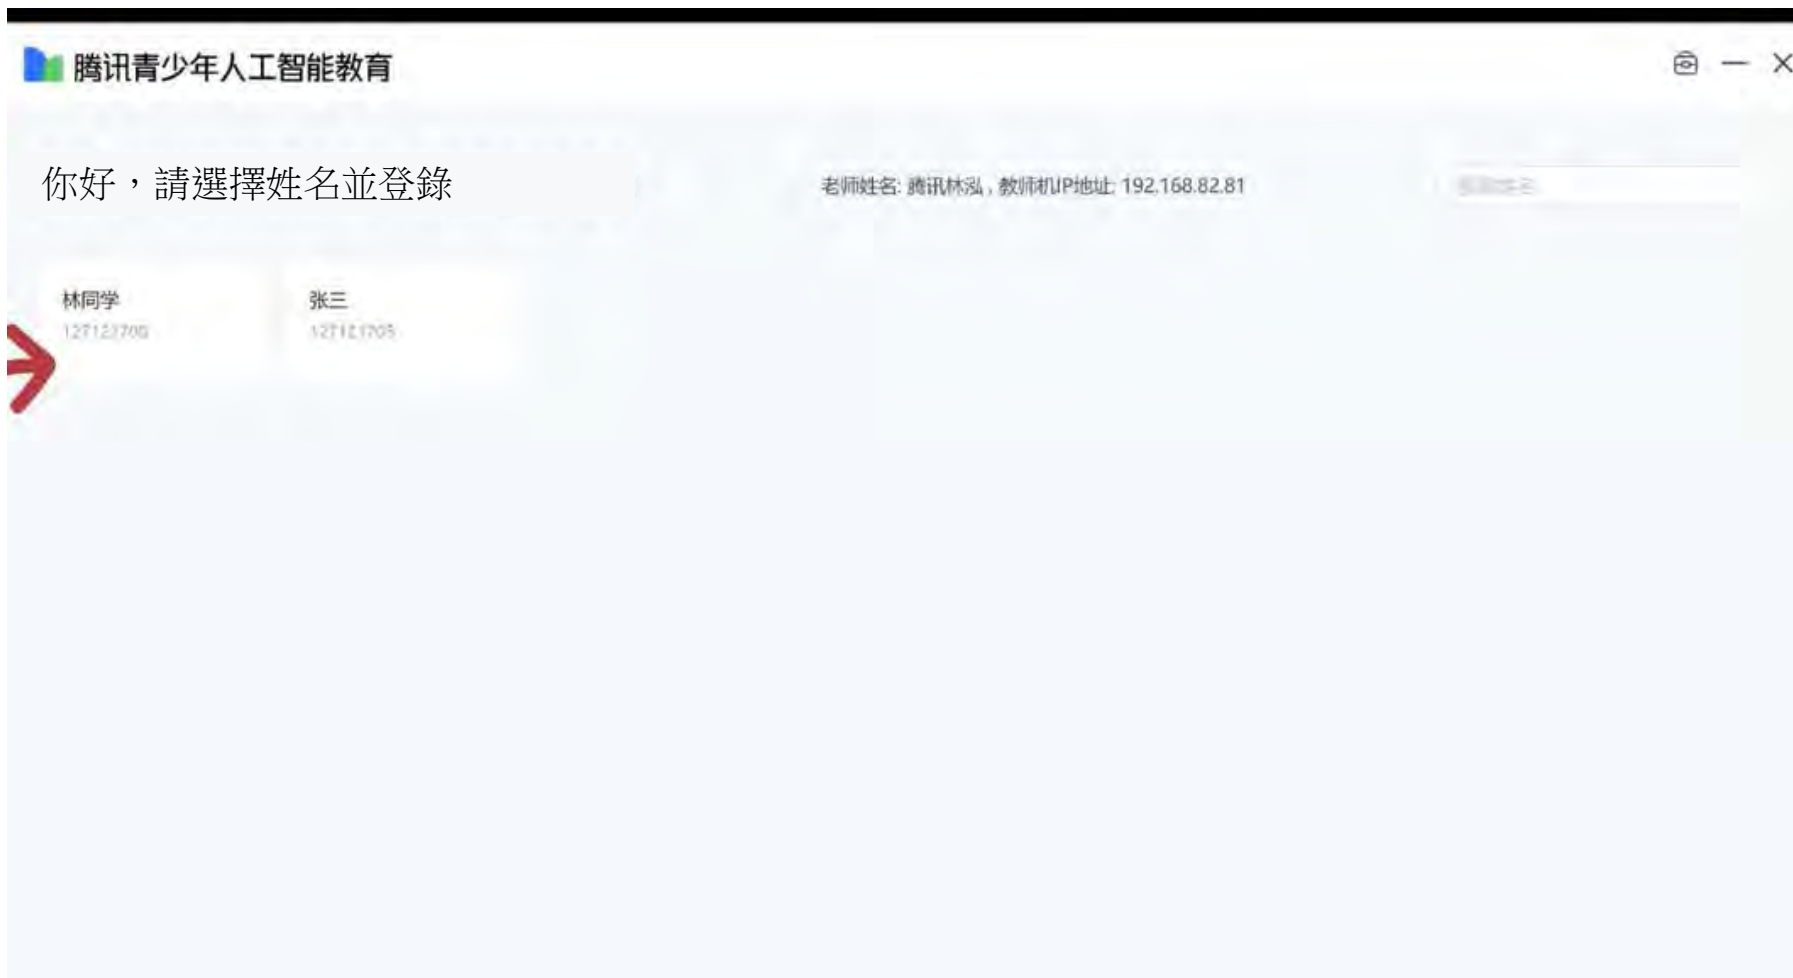 腾讯青少年人工智能教育
你好，請選擇姓名並登錄
老师姓名: 腾讯林泓 , 教师机IP地址: 192.168.82.81
林同学
张三